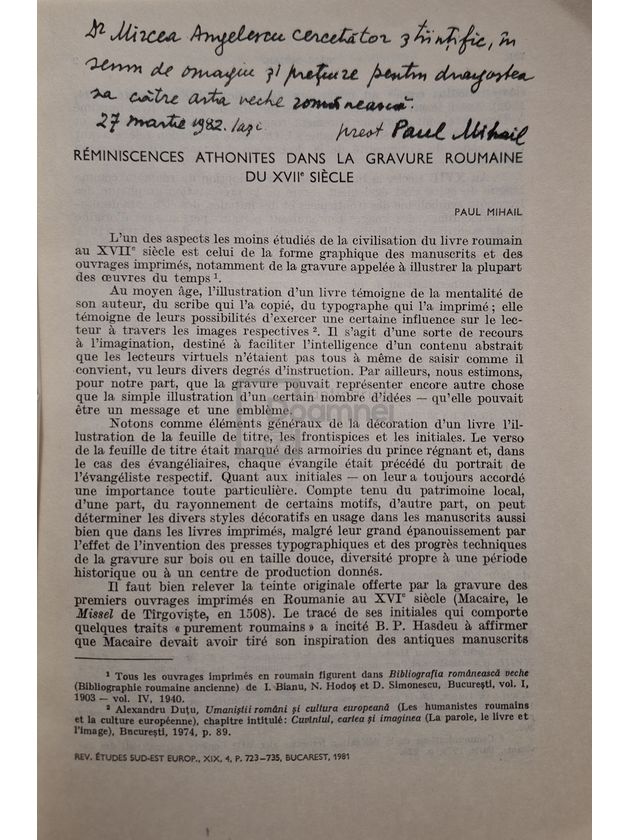 Dr Mircea Angelescu cercetător științific, în
semn de omagiu și prețuire pentru dragostea
sa către arta veche românească.
27 martie 1982. Iași preot Paul Mihail
RÉMINISCENCES ATHONITES DANS LA GRAVURE ROUMAINE
DU XVIIᵉ SIÈCLE
PAUL MIHAIL
L'un des aspects les moins étudiés de la civilisation du livre roumain
au XVIIᵉ siècle est celui de la forme graphique des manuscrits et des
ouvrages imprimés, notamment de la gravure appelée à illustrer la plupart
des œuvres du temps ¹.
Au moyen âge, l'illustration d'un livre témoigne de la mentalité de
son auteur, du scribe qui l'a copié, du typographe qui l'a imprimé ; elle
témoigne de leurs possibilités d'exercer une certaine influence sur le lec-
teur à travers les images respectives ². Il s'agit d'une sorte de recours
à l'imagination, destiné à faciliter l'intelligence d'un contenu abstrait
que les lecteurs virtuels n'étaient pas tous à même de saisir comme il
convient, vu leurs divers degrés d'instruction. Par ailleurs, nous estimons,
pour notre part, que la gravure pouvait représenter encore autre chose
que la simple illustration d'un certain nombre d'idées — qu'elle pouvait
être un message et une emblème.
Notons comme éléments généraux de la décoration d'un livre l'il-
lustration de la feuille de titre, les frontispices et les initiales. Le verso
de la feuille de titre était marqué des armoiries du prince régnant et, dans
le cas des évangéliaires, chaque évangile était précédé du portrait de
l'évangéliste respectif. Quant aux initiales — on leur a toujours accordé
une importance toute particulière. Compte tenu du patrimoine local,
d'une part, du rayonnement de certains motifs, d'autre part, on peut
déterminer les divers styles décoratifs en usage dans les manuscrits aussi
bien que dans les livres imprimés, malgré leur grand épanouissement par
l'effet de l'invention des presses typographiques et des progrès techniques
de la gravure sur bois ou en taille douce, diversité propre à une période
historique ou à un centre de production donnés.
Il faut bien relever la teinte originale offerte par la gravure des
premiers ouvrages imprimés en Roumanie au XVIᵉ siècle (Macaire, le
Missel de Tîrgoviște, en 1508). Le tracé de ses initiales qui comporte
quelques traits « purement roumains » a incité B. P. Hasdeu à affirmer
que Macaire devait avoir tiré son inspiration des antiques manuscrits
¹ Tous les ouvrages imprimés en roumain figurent dans Bibliografia românească veche
(Bibliographie roumaine ancienne) de I. Bianu, N. Hodoș et D. Simonescu, București, vol. I,
1903 — vol. IV, 1940.
² Alexandru Duțu, Umaniștii români și cultura europeană (Les humanistes roumains
et la culture européenne), chapitre intitulé: Cuvîntul, cartea și imaginea (La parole, le livre et
l'image), București, 1974, p. 89.
REV. ÉTUDES SUD-EST EUROP., XIX, 4, P. 723—735, BUCAREST, 1981